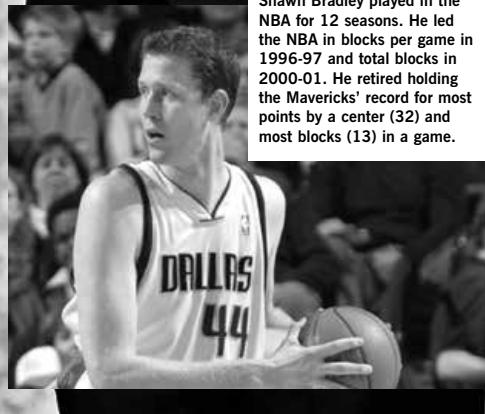 Shawn Bradley played in the
NBA for 12 seasons. He led
the NBA in blocks per game in
1996-97 and total blocks in
2000-01. He retired holding
the Mavericks' record for most
points by a center (32) and
most blocks (13) in a game.
DALLAS
44